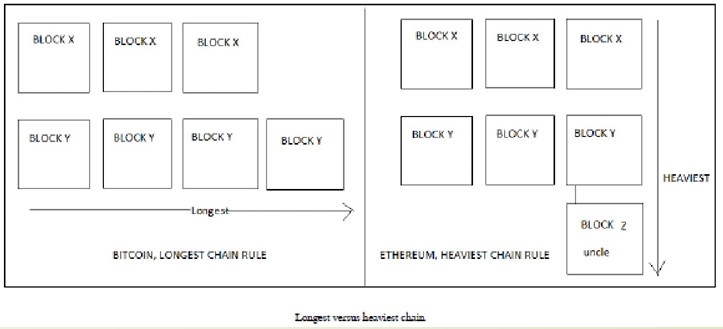 BLOCK X BLOCK X BLOCK X
BLOCK Y BLOCK Y BLOCK Y BLOCK Y
Longest
BITCOIN, LONGEST CHAIN RULE
BLOCK X BLOCK X BLOCK X
BLOCK Y BLOCK Y BLOCK Y
HEAVIEST
BLOCK Z
uncle
ETHEREUM, HEAVIEST CHAIN RULE
Longest versus heaviest chain